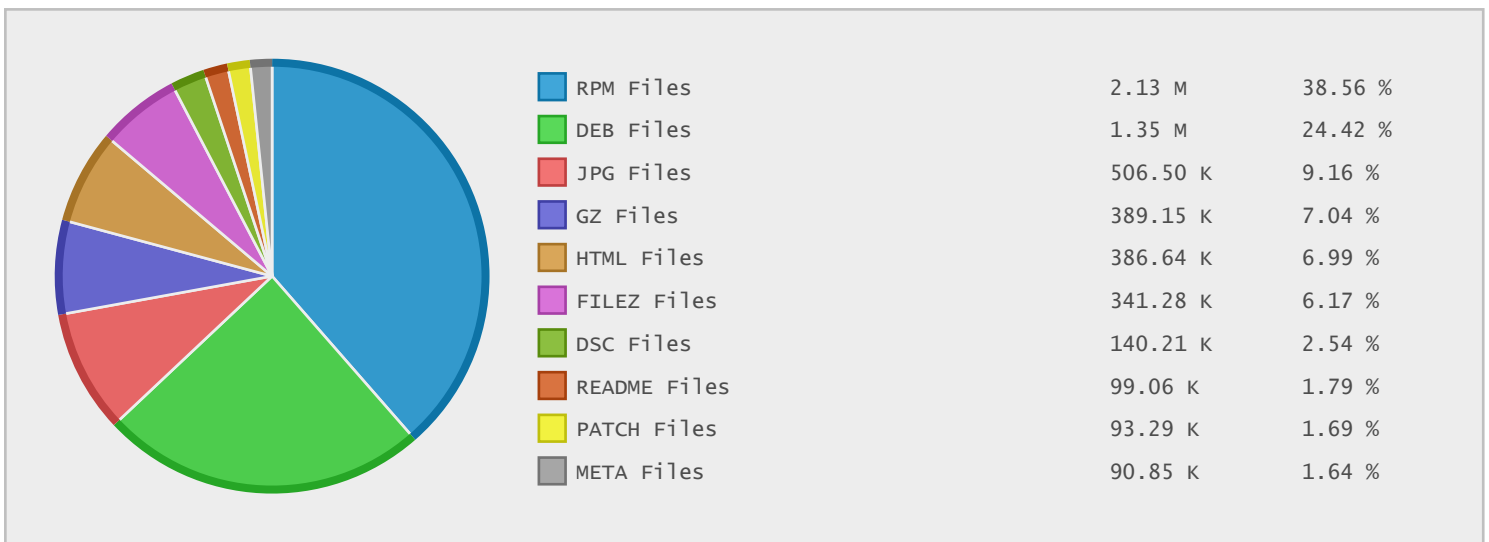 RPM Files 2.13 M 38.56 %
DEB Files 1.35 M 24.42 %
JPG Files 506.50 K 9.16 %
GZ Files 389.15 K 7.04 %
HTML Files 386.64 K 6.99 %
FILEZ Files 341.28 K 6.17 %
DSC Files 140.21 K 2.54 %
README Files 99.06 K 1.79 %
PATCH Files 93.29 K 1.69 %
META Files 90.85 K 1.64 %